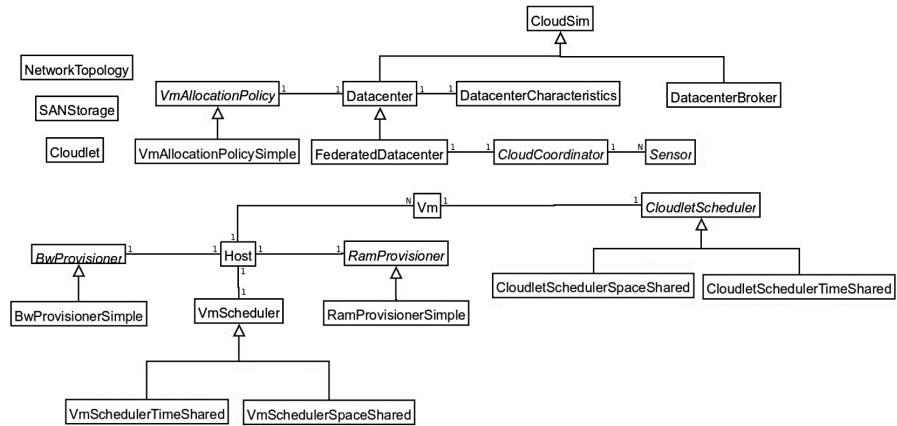 CloudSim
NetworkTopology
VmAllocationPolicy 1 1 Datacenter 1 1 DatacenterCharacteristics
DatacenterBroker
SANStorage
Cloudlet
VmAllocationPolicySimple
FederatedDatacenter 1 1 CloudCoordinator 1 N Sensor
N Vm 1 1 CloudletScheduler
1
BwProvisioner 1 1 Host 1 1 RamProvisioner
1
CloudletSchedulerSpaceShared
CloudletSchedulerTimeShared
1
BwProvisionerSimple
VmScheduler
RamProvisionerSimple
VmSchedulerTimeShared
VmSchedulerSpaceShared